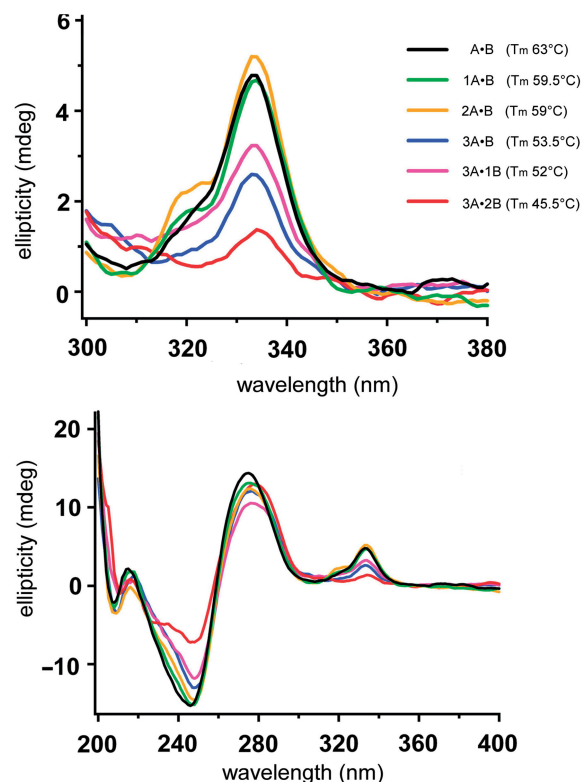 6
4
2
0
ellipticity (mdeg)
A•B (Tm 63°C)
1A•B (Tm 59.5°C)
2A•B (Tm 59°C)
3A•B (Tm 53.5°C)
3A•1B (Tm 52°C)
3A•2B (Tm 45.5°C)
300 320 340 360 380
wavelength (nm)
20
10
0
–10
ellipticity (mdeg)
200 240 280 320 360 400
wavelength (nm)